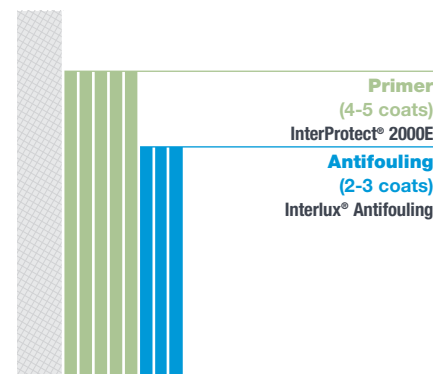 Primer
(4-5 coats)
InterProtect® 2000E
Antifouling
(2-3 coats)
Interlux® Antifouling